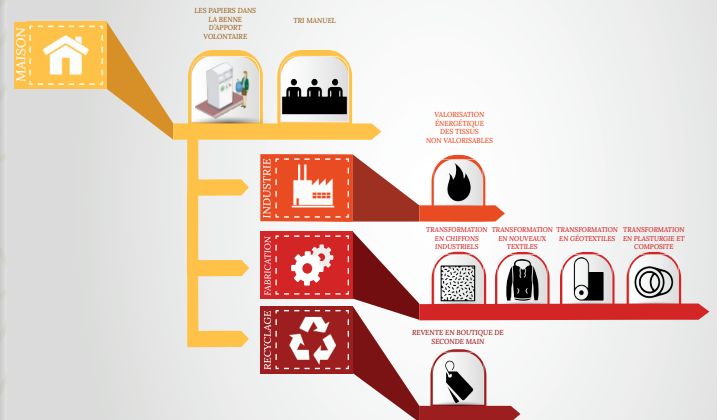 LES PAPIERS DANS
LA BENNE
D'APPORT
VOLONTAIRE
TRI MANUEL
MAISON
VALORISATION
ÉNERGÉTIQUE
DES TISSUS
NON VALORISABLES
INDUSTRIE
TRANSFORMATION
EN CHIFFONS
INDUSTRIELS
TRANSFORMATION
EN NOUVEAUX
TEXTILES
TRANSFORMATION
EN GÉOTEXTILES
TRANSFORMATION
EN PLASTURGIE ET
COMPOSITE
FABRICATION
REVENTE EN BOUTIQUE DE
SECONDE MAIN
RECYCLAGE